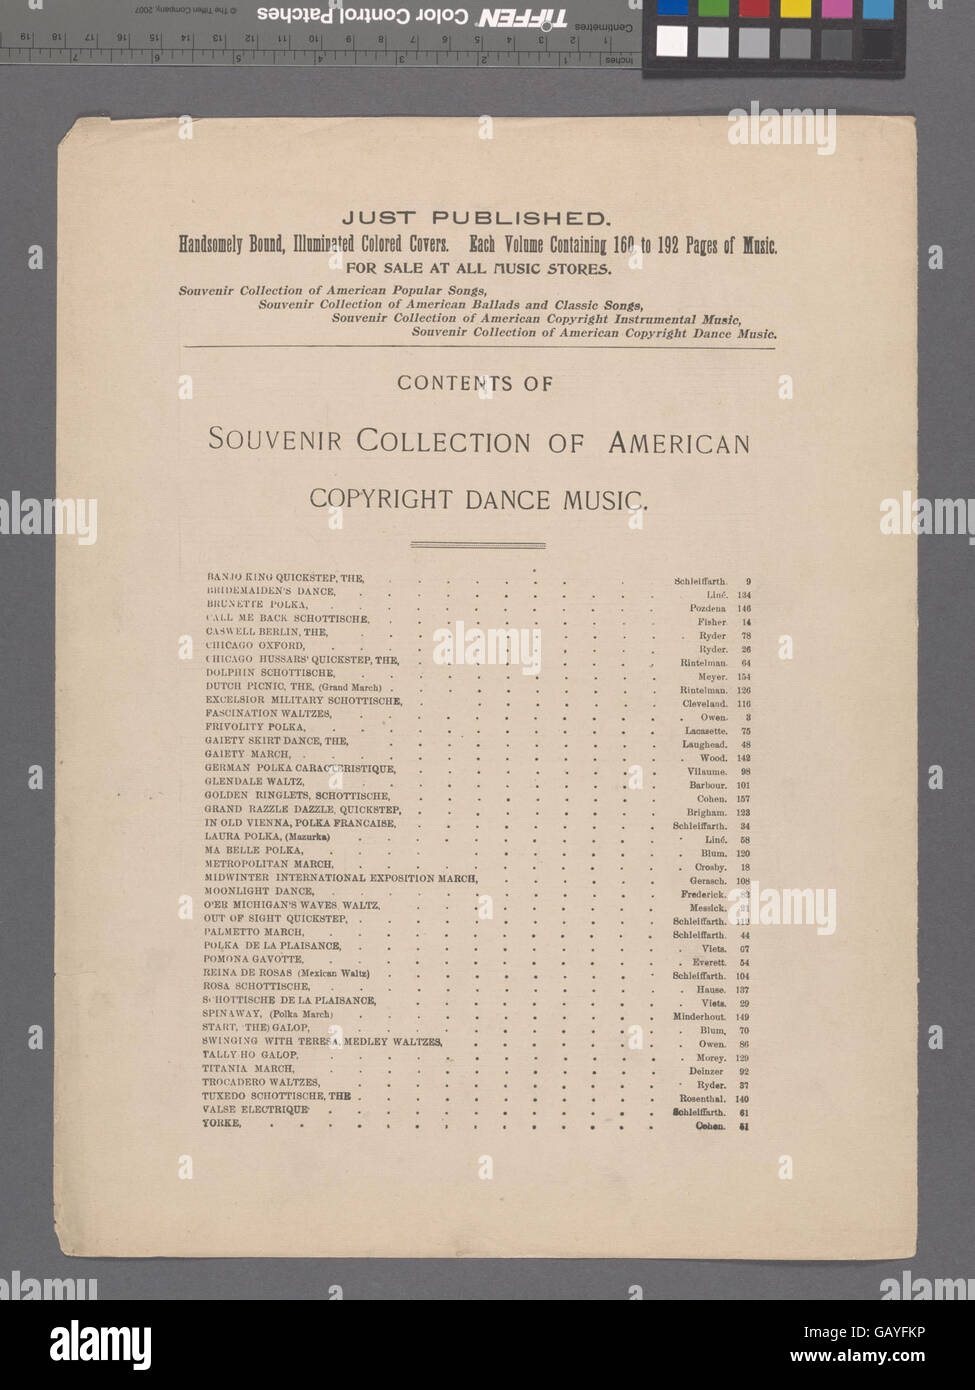 © The Tiffen Company, 2007
TIFFEN Color Control Patches
Centimetres
Inches
JUST PUBLISHED.
Handsomely Bound, Illuminated Colored Covers. Each Volume Containing 160 to 192 Pages of Music.
FOR SALE AT ALL MUSIC STORES.
Souvenir Collection of American Popular Songs,
Souvenir Collection of American Ballads and Classic Songs,
Souvenir Collection of American Copyright Instrumental Music,
Souvenir Collection of American Copyright Dance Music.
CONTENTS OF
SOUVENIR COLLECTION OF AMERICAN
COPYRIGHT DANCE MUSIC.
BANJO KING QUICKSTEP, THE, Schleiffarth. 9
BRIDEMAIDEN'S DANCE, Liné. 134
BRUNETTE POLKA, Pozdena 146
CALL ME BACK SCHOTTISCHE, Fisher 14
CASWELL BERLIN, THE, Ryder 78
CHICAGO OXFORD, Ryder. 26
CHICAGO HUSSARS' QUICKSTEP, THE, Rintelman. 64
DOLPHIN SCHOTTISCHE, Meyer. 154
DUTCH PICNIC, THE, (Grand March) Rintelman. 126
EXCELSIOR MILITARY SCHOTTISCHE, Cleveland. 116
FASCINATION WALTZES, Owen. 3
FRIVOLITY POLKA, Lacazette. 75
GAIETY SKIRT DANCE, THE, Laughead. 48
GAIETY MARCH, Wood. 142
GERMAN POLKA CARACTERISTIQUE, Vilaume. 98
GLENDALE WALTZ, Barbour. 101
GOLDEN RINGLETS, SCHOTTISCHE, Cohen. 157
GRAND RAZZLE DAZZLE, QUICKSTEP, Brigham. 123
IN OLD VIENNA, POLKA FRANCAISE, Schleiffarth. 34
LAURA POLKA, (Mazurka) Liné. 58
MA BELLE POLKA, Blum. 120
METROPOLITAN MARCH, Crosby. 18
MIDWINTER INTERNATIONAL EXPOSITION MARCH, Gerasch. 108
MOONLIGHT DANCE, Frederick.
O'ER MICHIGAN'S WAVES, WALTZ, Messick.
OUT OF SIGHT QUICKSTEP, Schleiffarth.
PALMETTO MARCH, Schleiffarth. 44
POLKA DE LA PLAISANCE, Viets. 67
POMONA GAVOTTE, Everett. 54
REINA DE ROSAS (Mexican Waltz) Schleiffarth. 104
ROSA SCHOTTISCHE, Hause. 137
SCHOTTISCHE DE LA PLAISANCE, Viets. 29
SPINAWAY, (Polka March) Minderhout. 149
START, (THE) GALOP, Blum, 70
SWINGING WITH TERESA, MEDLEY WALTZES, Owen. 86
TALLY HO GALOP, Morey. 129
TITANIA MARCH, Deinzer 92
TROCADERO WALTZES, Ryder. 37
TUXEDO SCHOTTISCHE, THE Rosenthal. 140
VALSE ELECTRIQUE Schleiffarth. 61
YORKE, Cohen. 51
alamy
Image ID: GAYFKP
www.alamy.com